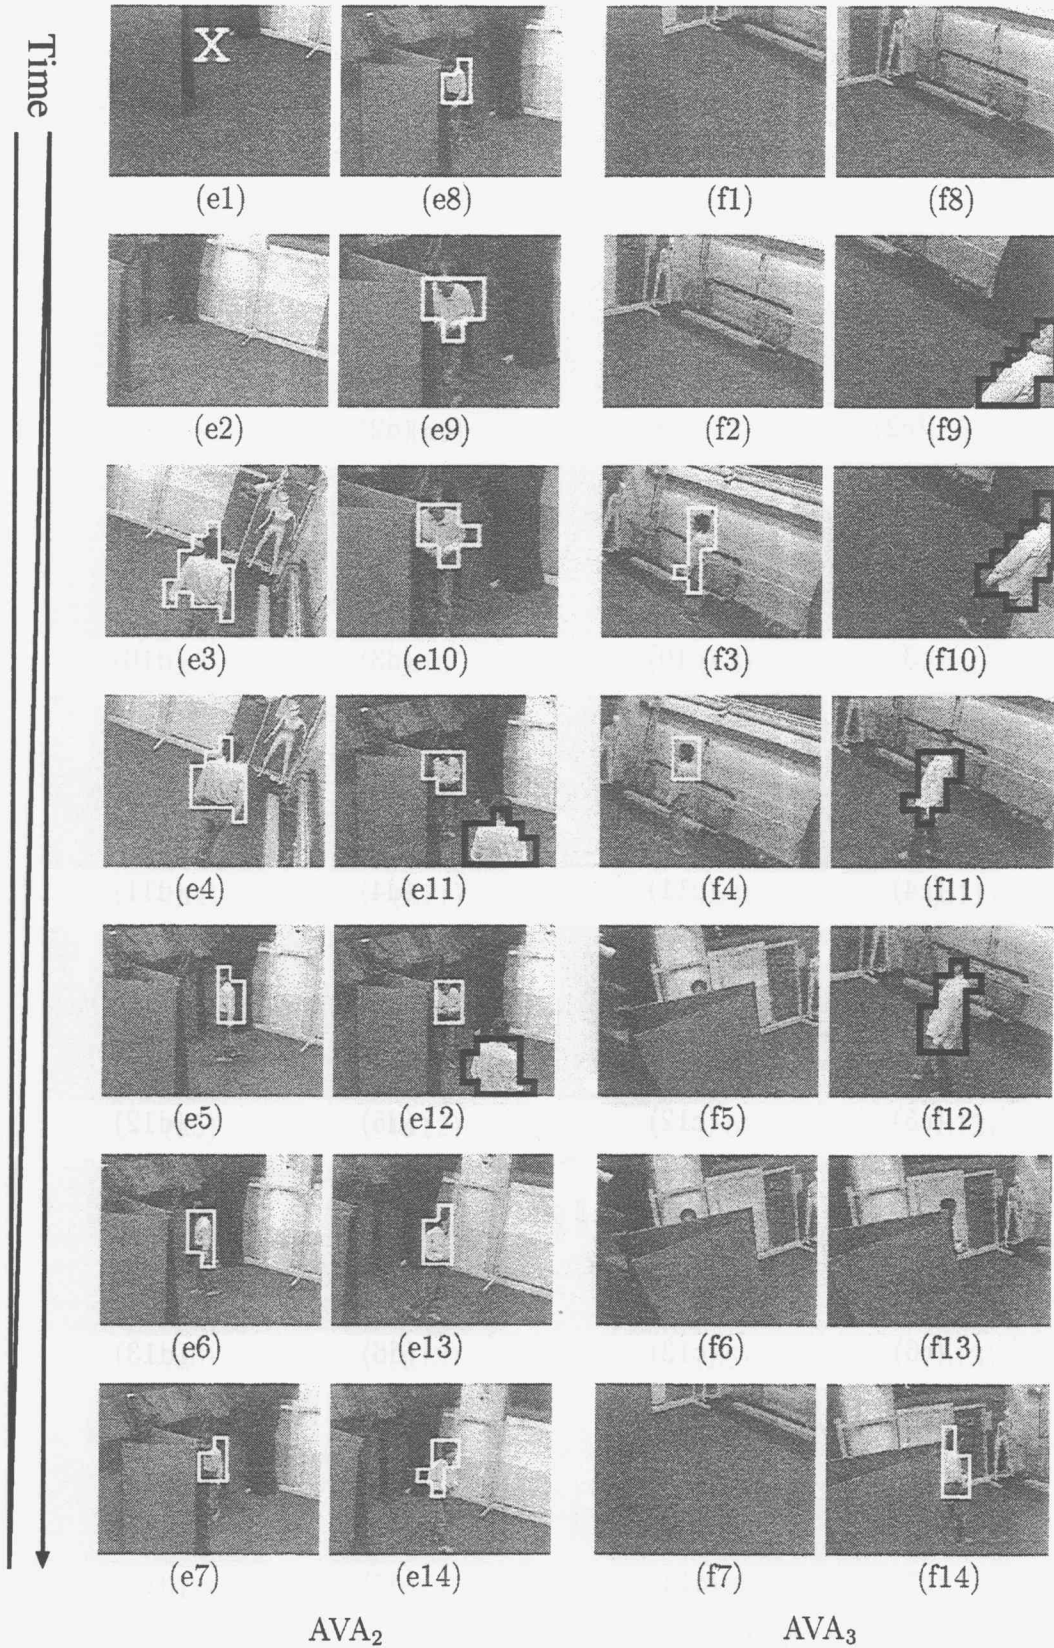 Time
X
(e1) (e8) (f1) (f8)
(e2) (e9) (f2) (f9)
(e3) (e10) (f3) (f10)
(e4) (e11) (f4) (f11)
(e5) (e12) (f5) (f12)
(e6) (e13) (f6) (f13)
(e7) (e14) (f7) (f14)
AVA₂ AVA₃